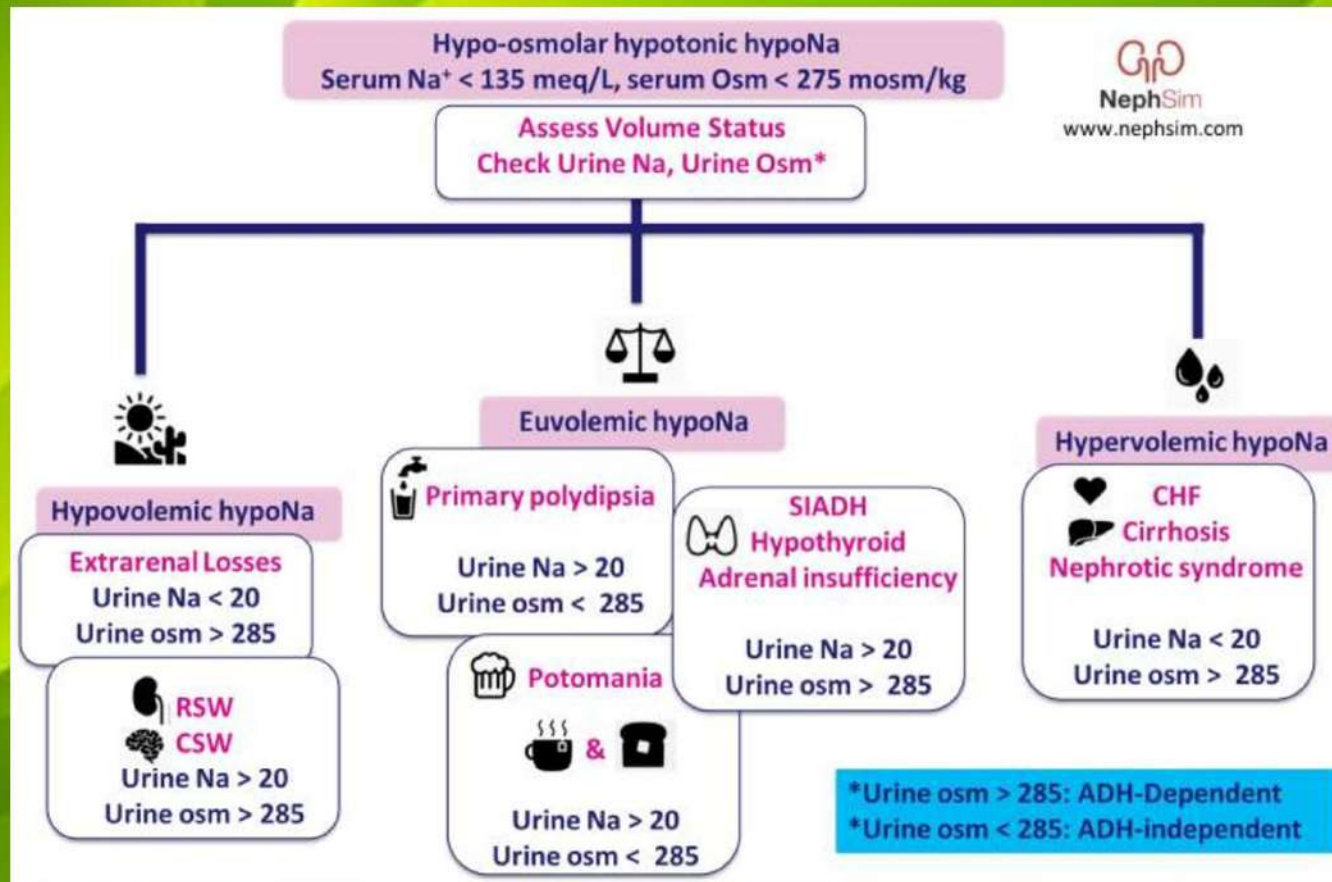 Hypo-osmolar hypotonic hypoNa
Serum Na⁺ < 135 meq/L, serum Osm < 275 mosm/kg
NephSim
www.nephsim.com
Assess Volume Status
Check Urine Na, Urine Osm*
Hypovolemic hypoNa
Extrarenal Losses
Urine Na < 20
Urine osm > 285
RSW
CSW
Urine Na > 20
Urine osm > 285
Euvolemic hypoNa
Primary polydipsia
Urine Na > 20
Urine osm < 285
SIADH
Hypothyroid
Adrenal insufficiency
Urine Na > 20
Urine osm > 285
Potomania
&
Urine Na > 20
Urine osm < 285
Hypervolemic hypoNa
CHF
Cirrhosis
Nephrotic syndrome
Urine Na < 20
Urine osm > 285
*Urine osm > 285: ADH-Dependent
*Urine osm < 285: ADH-independent